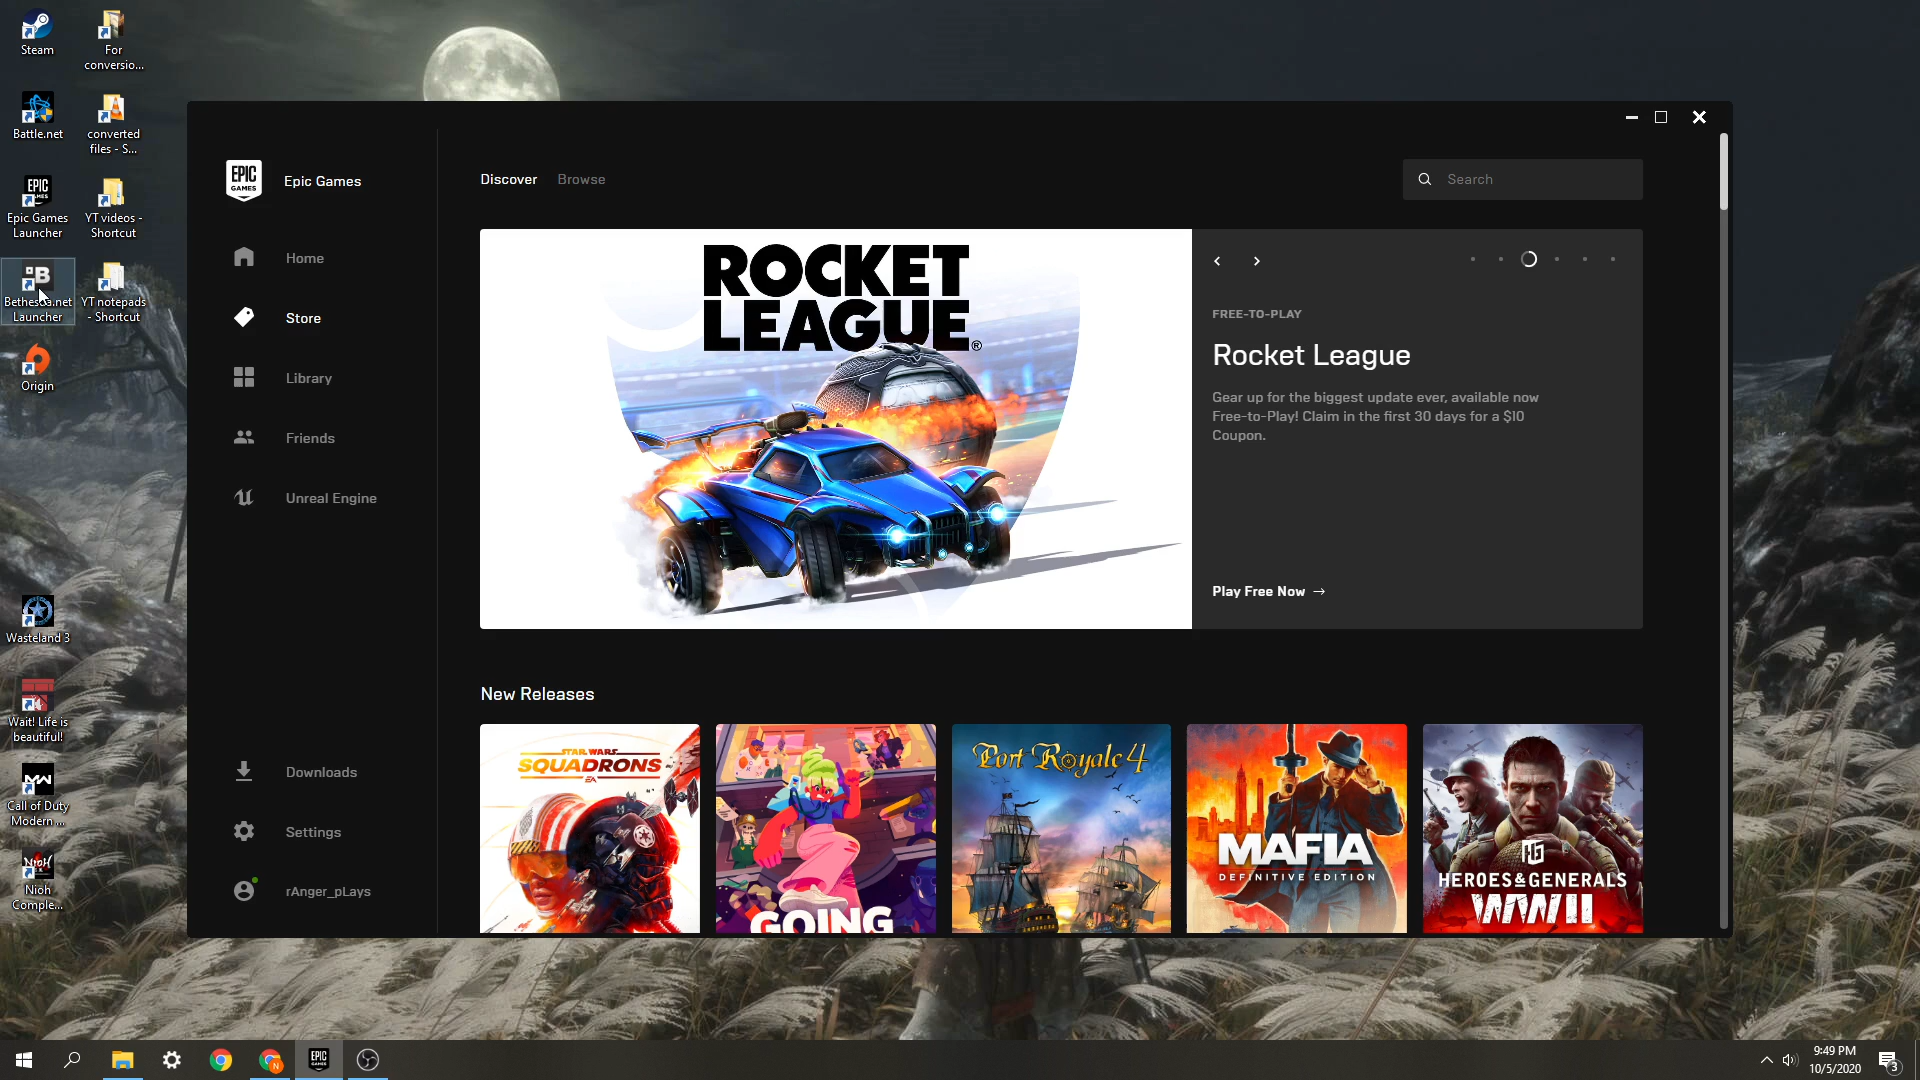 Steam
For
conversio...
Battle.net
converted
files - S...
Epic Games
Launcher
YT videos -
Shortcut
Bethesda.net
Launcher
YT notepads
- Shortcut
Origin
Wasteland 3
Wait! Life is
beautiful!
Call of Duty
Modern ...
Nioh
Comple...
EPIC
GAMES
Epic Games
Home
Store
Library
Friends
Unreal Engine
Downloads
Settings
rAnger_pLays
Discover
Browse
Search
ROCKET
LEAGUE®
FREE-TO-PLAY
Rocket League
Gear up for the biggest update ever, available now
Free-to-Play! Claim in the first 30 days for a $10
Coupon.
Play Free Now →
New Releases
STAR WARS
SQUADRONS
EA
GOING
Port Royale 4
MAFIA
DEFINITIVE EDITION
HEROES & GENERALS
WWII
9:49 PM
10/5/2020
3